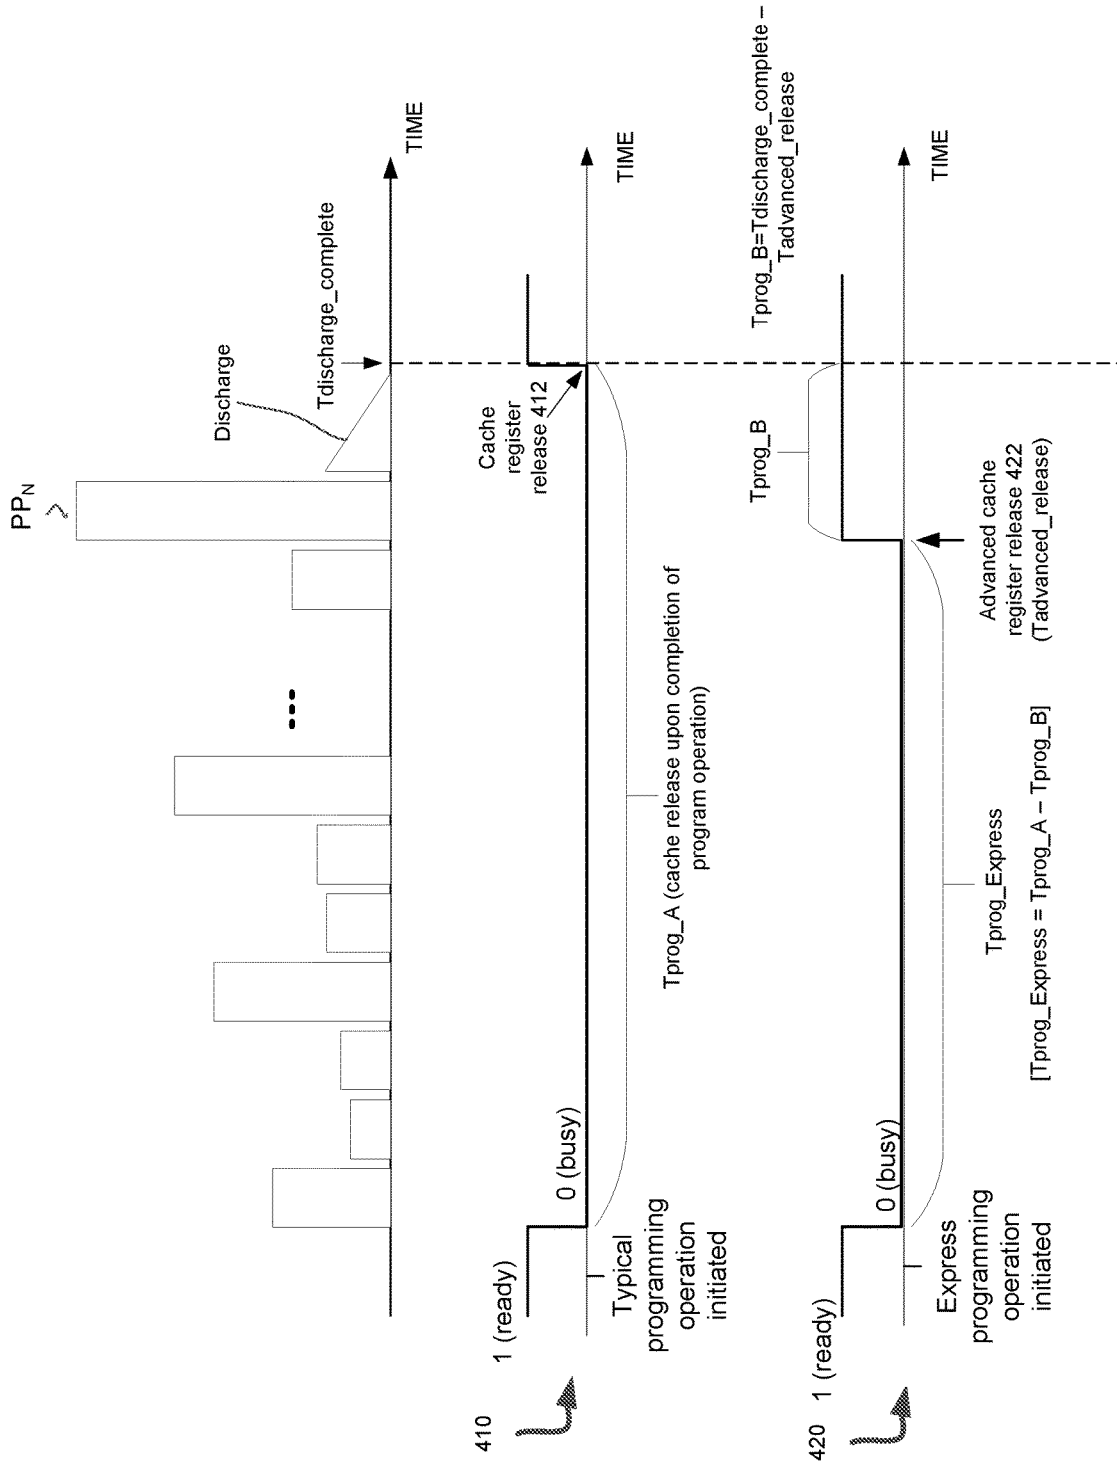 PPN
Discharge
Tdischarge_complete
TIME
410
1 (ready)
0 (busy)
Typical
programming
operation
initiated
Cache
register
release 412
TIME
Tprog_A (cache release upon completion of
program operation)
420
1 (ready)
0 (busy)
Express
programming
operation
initiated
Tprog_B
Tprog_B=Tdischarge_complete –
Tadvanced_release
TIME
Advanced cache
register release 422
(Tadvanced_release)
Tprog_Express
[Tprog_Express = Tprog_A – Tprog_B]